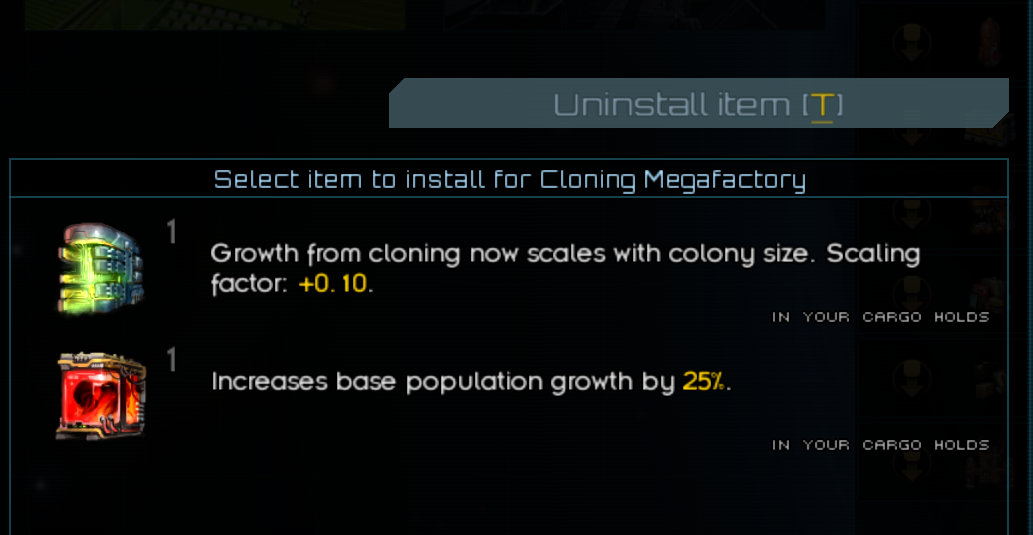 Uninstall item [T]
Select item to install for Cloning Megafactory
1
Growth from cloning now scales with colony size. Scaling
factor: +0.10.
IN YOUR CARGO HOLDS
1
Increases base population growth by 25%.
IN YOUR CARGO HOLDS